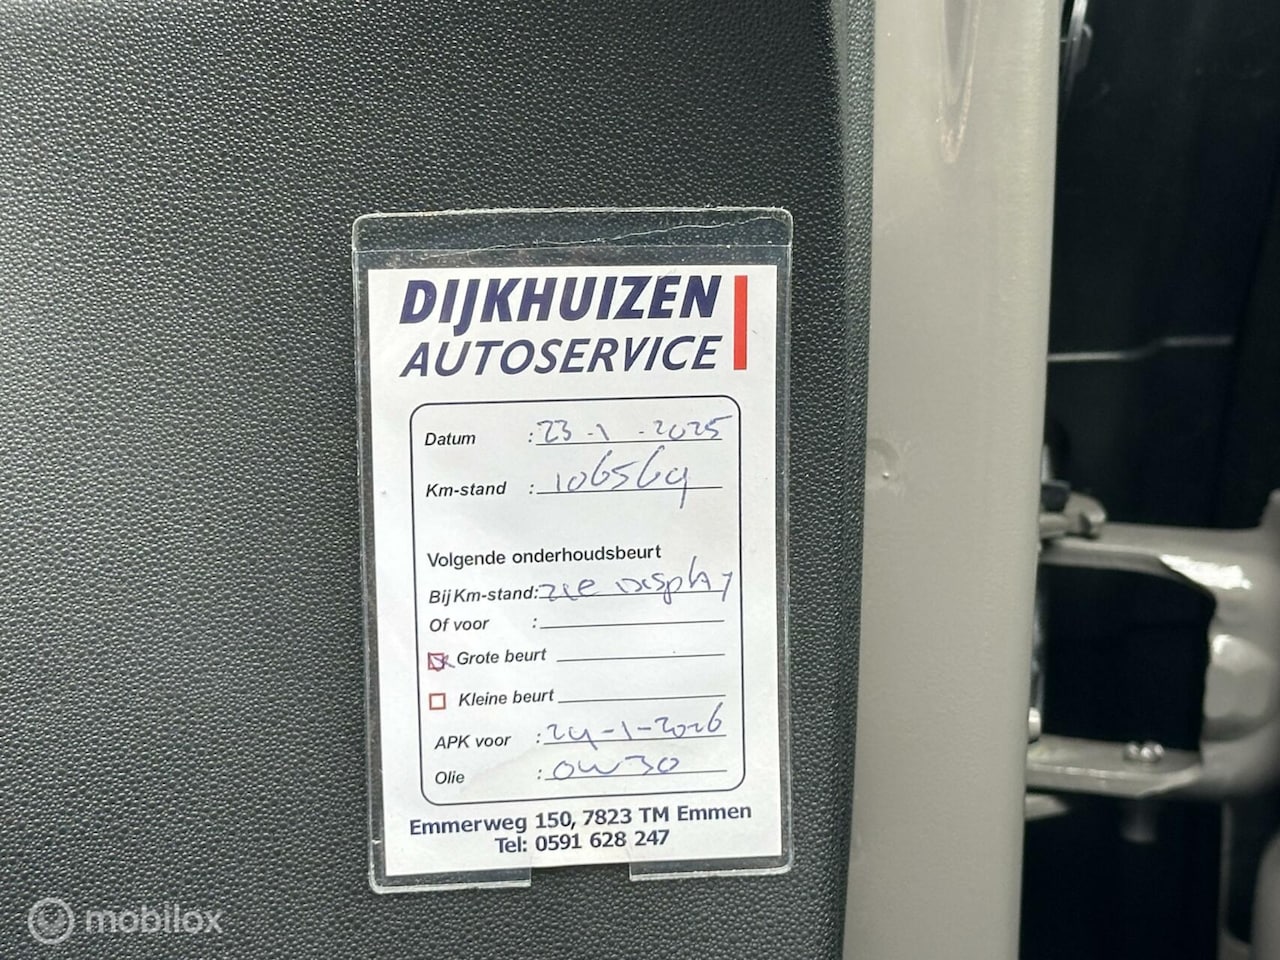 DIJKHUIZEN
AUTOSERVICE
Datum : 23-1-2025
Km-stand : 106569
Volgende onderhoudsbeurt
Bij Km-stand: zie Display
Of voor :
Grote beurt
Kleine beurt
APK voor : 24-1-2026
Olie : 0W30
Emmerweg 150, 7823 TM Emmen
Tel: 0591 628 247
mobilox